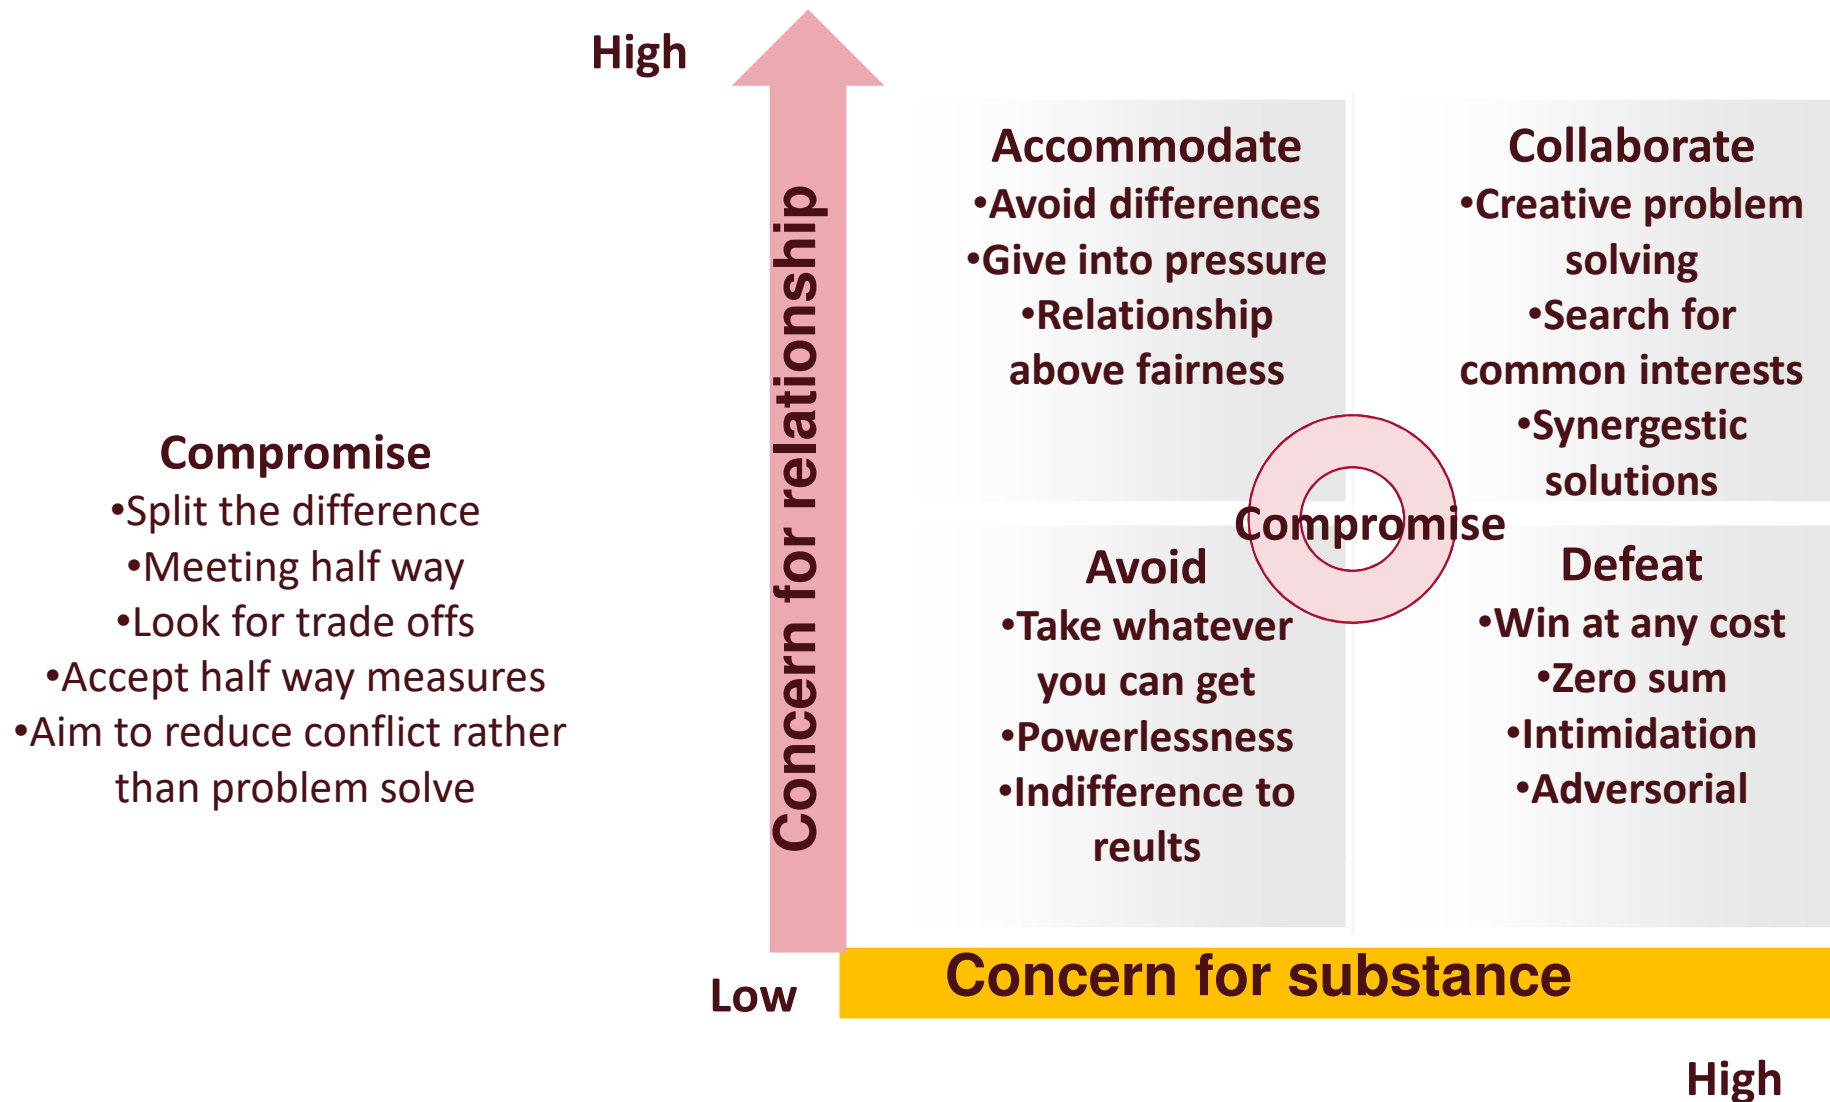 High
Accommodate
•Avoid differences
•Give into pressure
•Relationship
above fairness
Collaborate
•Creative problem
solving
•Search for
common interests
•Synergestic
solutions
Concern for relationship
Compromise
•Split the difference
•Meeting half way
•Look for trade offs
•Accept half way measures
•Aim to reduce conflict rather
than problem solve
Compromise
Avoid
•Take whatever
you can get
•Powerlessness
•Indifference to
reults
Defeat
•Win at any cost
•Zero sum
•Intimidation
•Adversorial
Low
Concern for substance
High